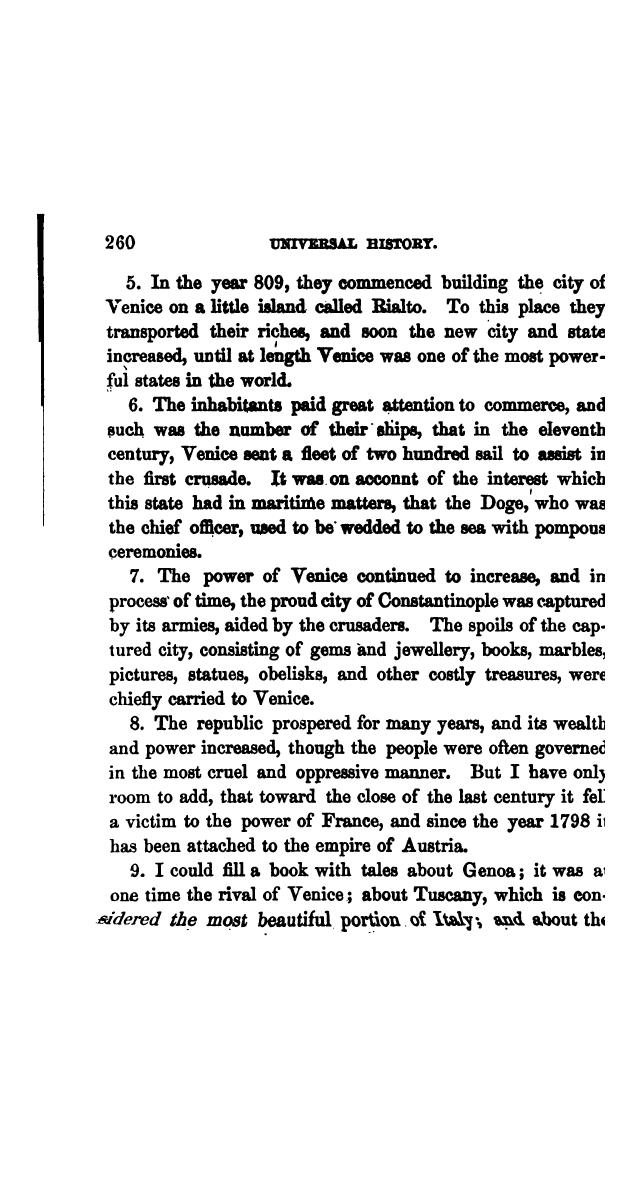 260 UNIVERSAL HISTORY.
5. In the year 809, they commenced building the city of
Venice on a little island called Rialto. To this place they
transported their riches, and soon the new city and state
increased, until at length Venice was one of the most power-
ful states in the world.
6. The inhabitants paid great attention to commerce, and
such was the number of their ships, that in the eleventh
century, Venice sent a fleet of two hundred sail to assist in
the first crusade. It was on acconnt of the interest which
this state had in maritime matters, that the Doge, who was
the chief officer, used to be wedded to the sea with pompous
ceremonies.
7. The power of Venice continued to increase, and in
process of time, the proud city of Constantinople was captured
by its armies, aided by the crusaders. The spoils of the cap-
tured city, consisting of gems and jewellery, books, marbles,
pictures, statues, obelisks, and other costly treasures, were
chiefly carried to Venice.
8. The republic prospered for many years, and its wealth
and power increased, though the people were often governed
in the most cruel and oppressive manner. But I have only
room to add, that toward the close of the last century it fell
a victim to the power of France, and since the year 1798 it
has been attached to the empire of Austria.
9. I could fill a book with tales about Genoa; it was at
one time the rival of Venice; about Tuscany, which is con-
sidered the most beautiful portion of Italy; and about the